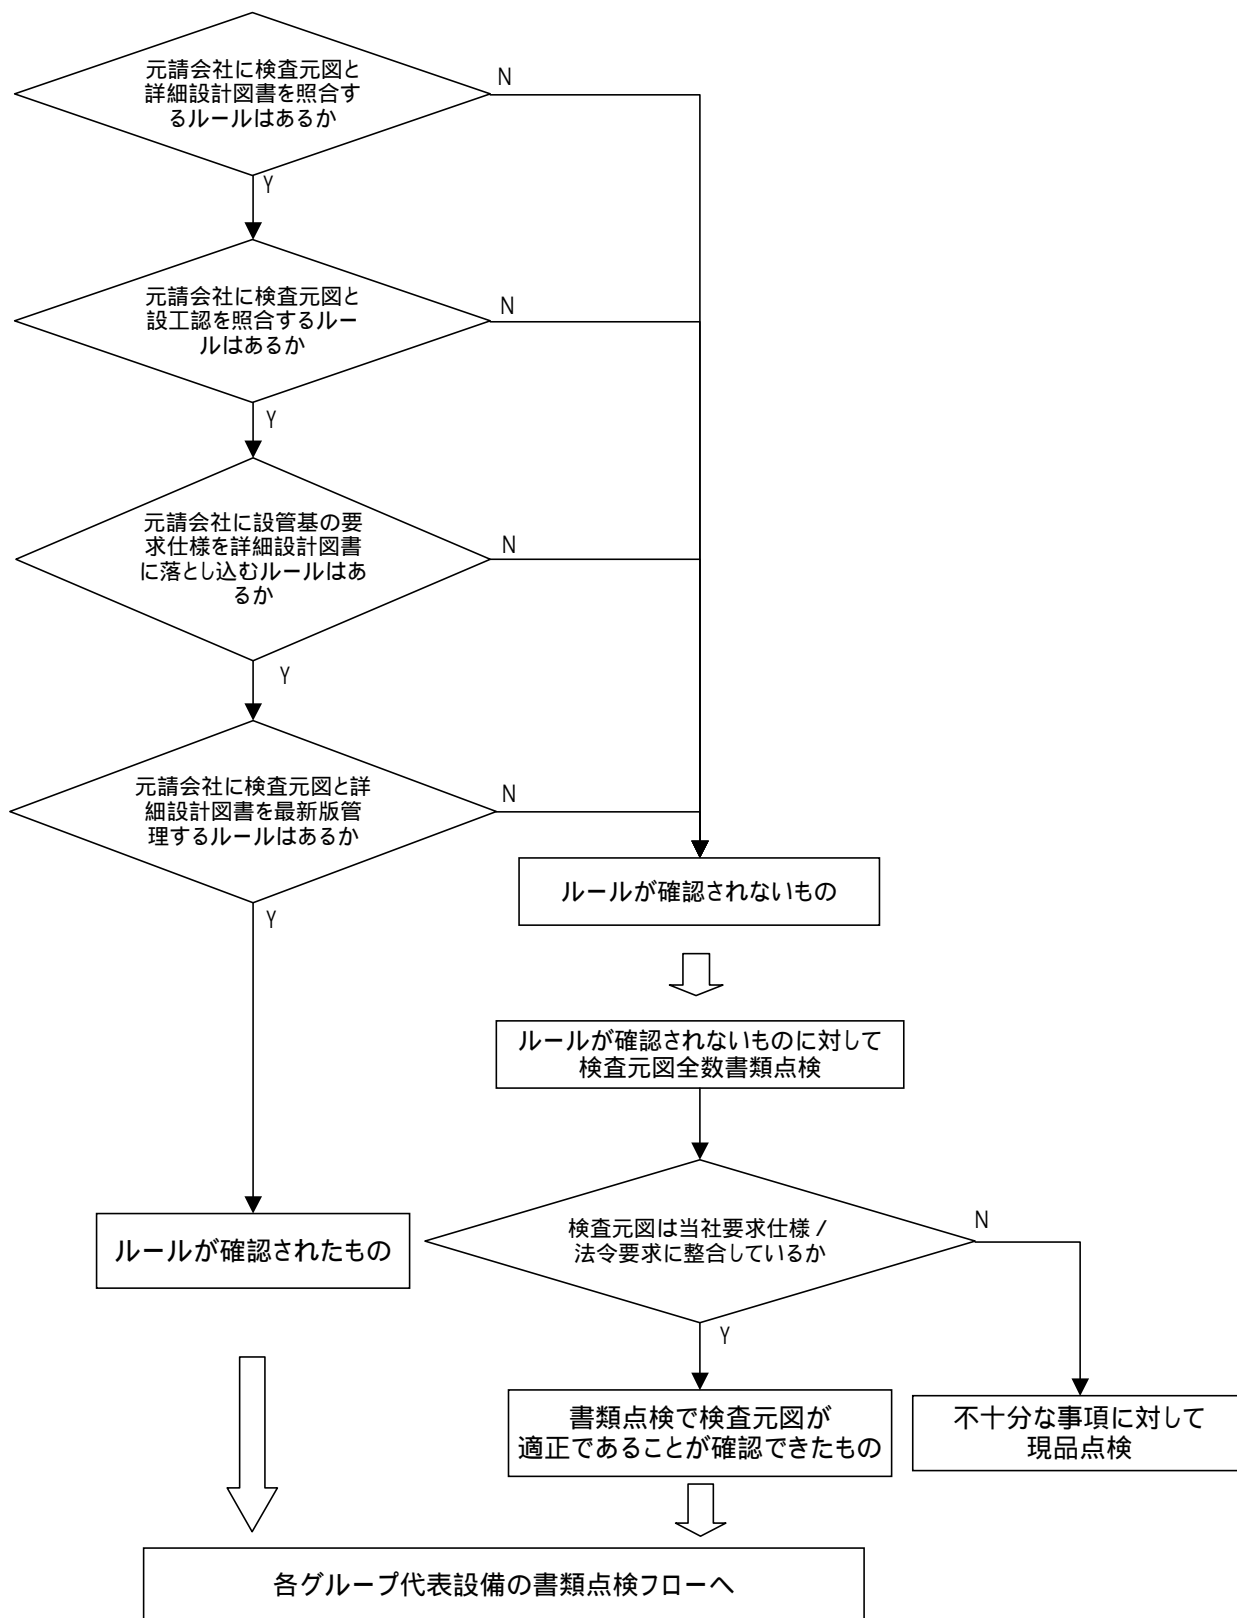 元請会社に検査元図と
詳細設計図書を照合す
るルールはあるか
N
Y
元請会社に検査元図と
設工認を照合するルー
ルはあるか
N
Y
元請会社に設管基の要
求仕様を詳細設計図書
に落とし込むルールはあ
るか
N
Y
元請会社に検査元図と詳
細設計図書を最新版管
理するルールはあるか
N
Y
ルールが確認されないもの
ルールが確認されないものに対して
検査元図全数書類点検
検査元図は当社要求仕様/
法令要求に整合しているか
N
Y
ルールが確認されたもの
書類点検で検査元図が
適正であることが確認できたもの
不十分な事項に対して
現品点検
各グループ代表設備の書類点検フローへ